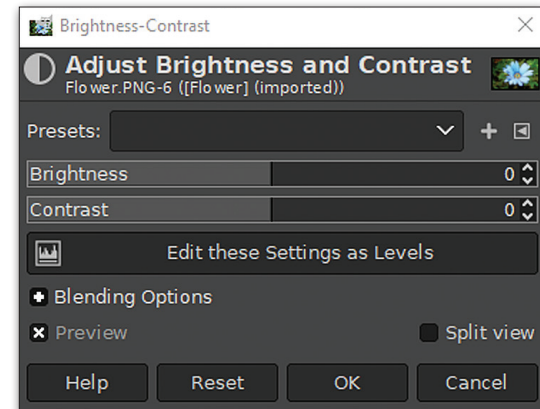 Brightness-Contrast
Adjust Brightness and Contrast
Flower.PNG-6 ([Flower] (imported))
Presets:
Brightness 0
Contrast 0
Edit these Settings as Levels
Blending Options
Preview Split view
Help Reset OK Cancel